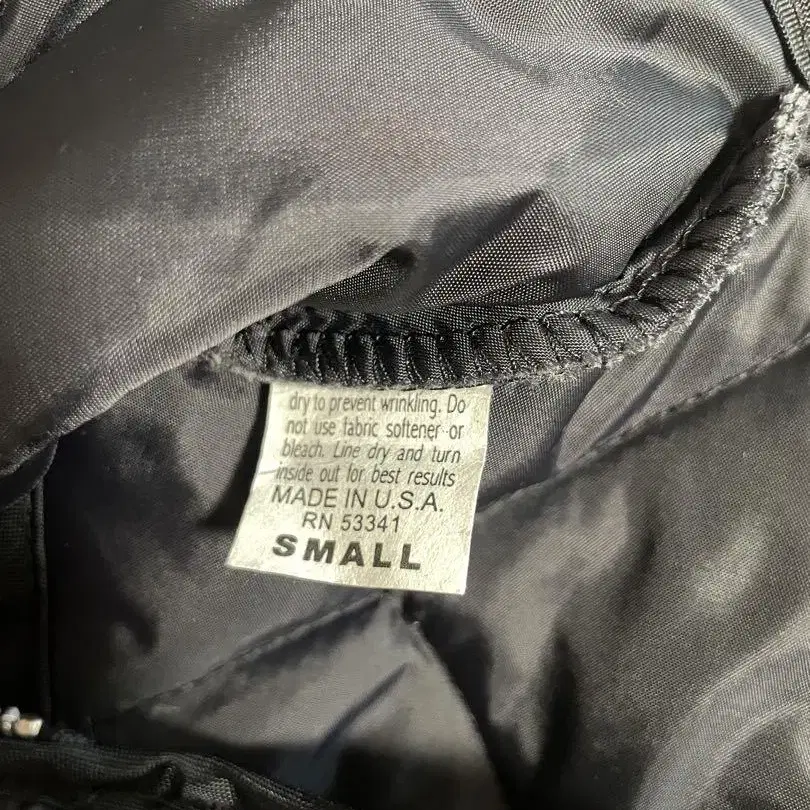 dry to prevent wrinkling. Do
not use fabric softener or
bleach. Line dry and turn
inside out for best results
MADE IN U.S.A.
RN 53341
SMALL